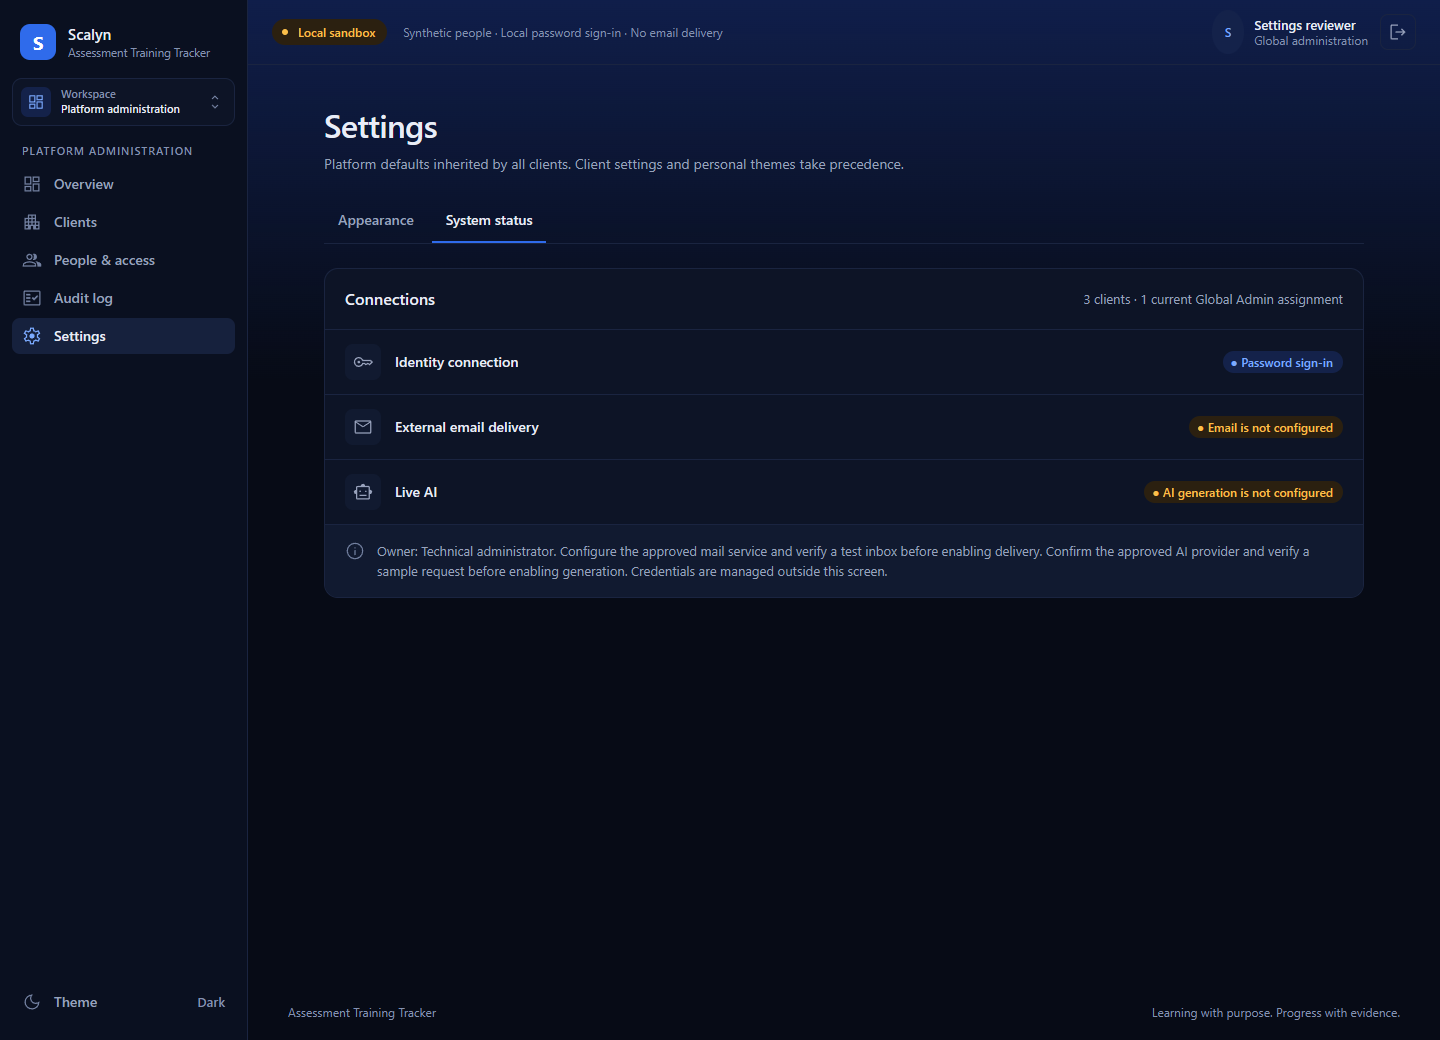 S
Scalyn
Assessment Training Tracker
Workspace
Platform administration
PLATFORM ADMINISTRATION
Overview
Clients
People & access
Audit log
Settings
Theme
Dark
Local sandbox
Synthetic people · Local password sign-in · No email delivery
S
Settings reviewer
Global administration
Settings
Platform defaults inherited by all clients. Client settings and personal themes take precedence.
Appearance
System status
Connections
3 clients · 1 current Global Admin assignment
Identity connection
Password sign-in
External email delivery
Email is not configured
Live AI
AI generation is not configured
Owner: Technical administrator. Configure the approved mail service and verify a test inbox before enabling delivery. Confirm the approved AI provider and verify a
sample request before enabling generation. Credentials are managed outside this screen.
Assessment Training Tracker
Learning with purpose. Progress with evidence.